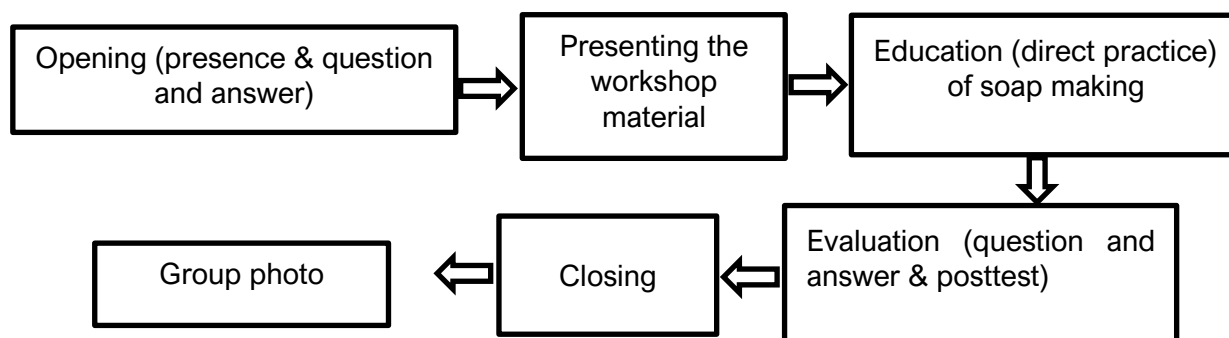 Opening (presence & question
and answer)
Presenting the
workshop
material
Education (direct practice)
of soap making
Evaluation (question and
answer & posttest)
Closing
Group photo